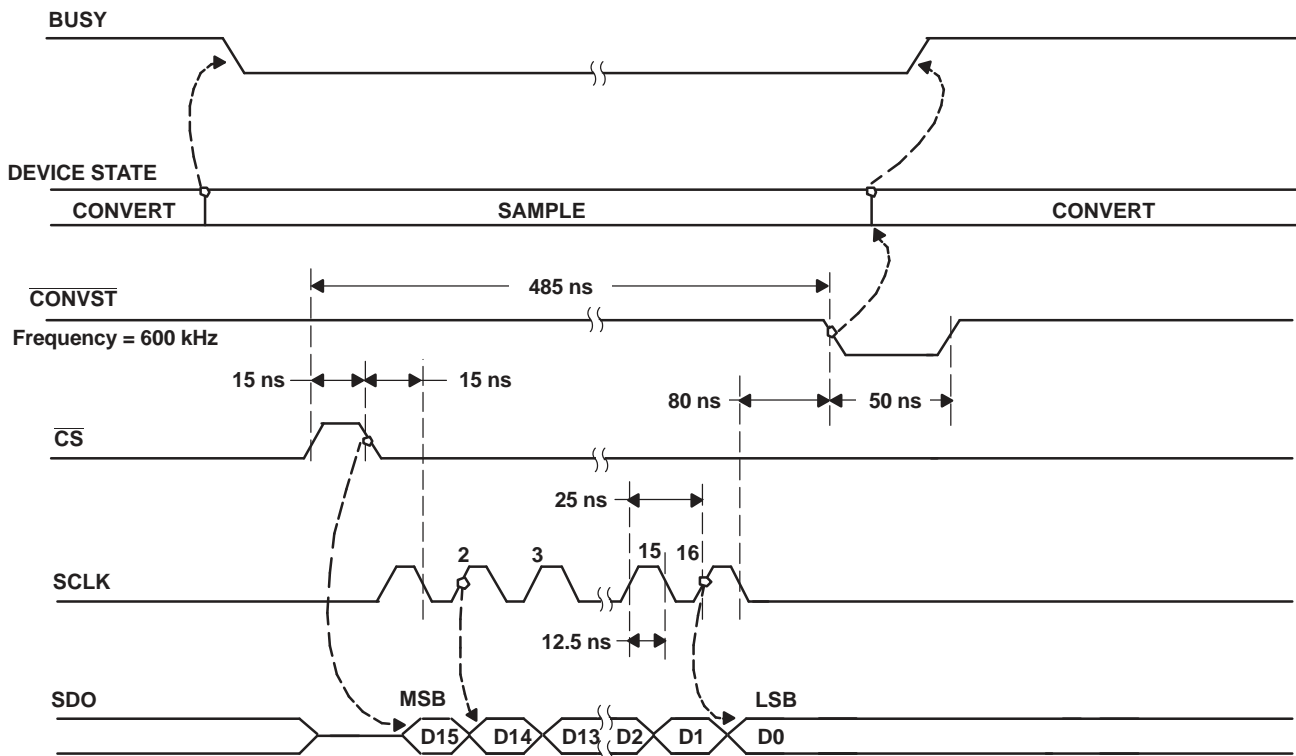 BUSY
DEVICE STATE
CONVERT SAMPLE CONVERT
485 ns
CONVST
Frequency = 600 kHz
15 ns 15 ns
80 ns 50 ns
CS
25 ns
2 3 15 16
SCLK
12.5 ns
SDO MSB LSB
D15 D14 D13 D2 D1 D0